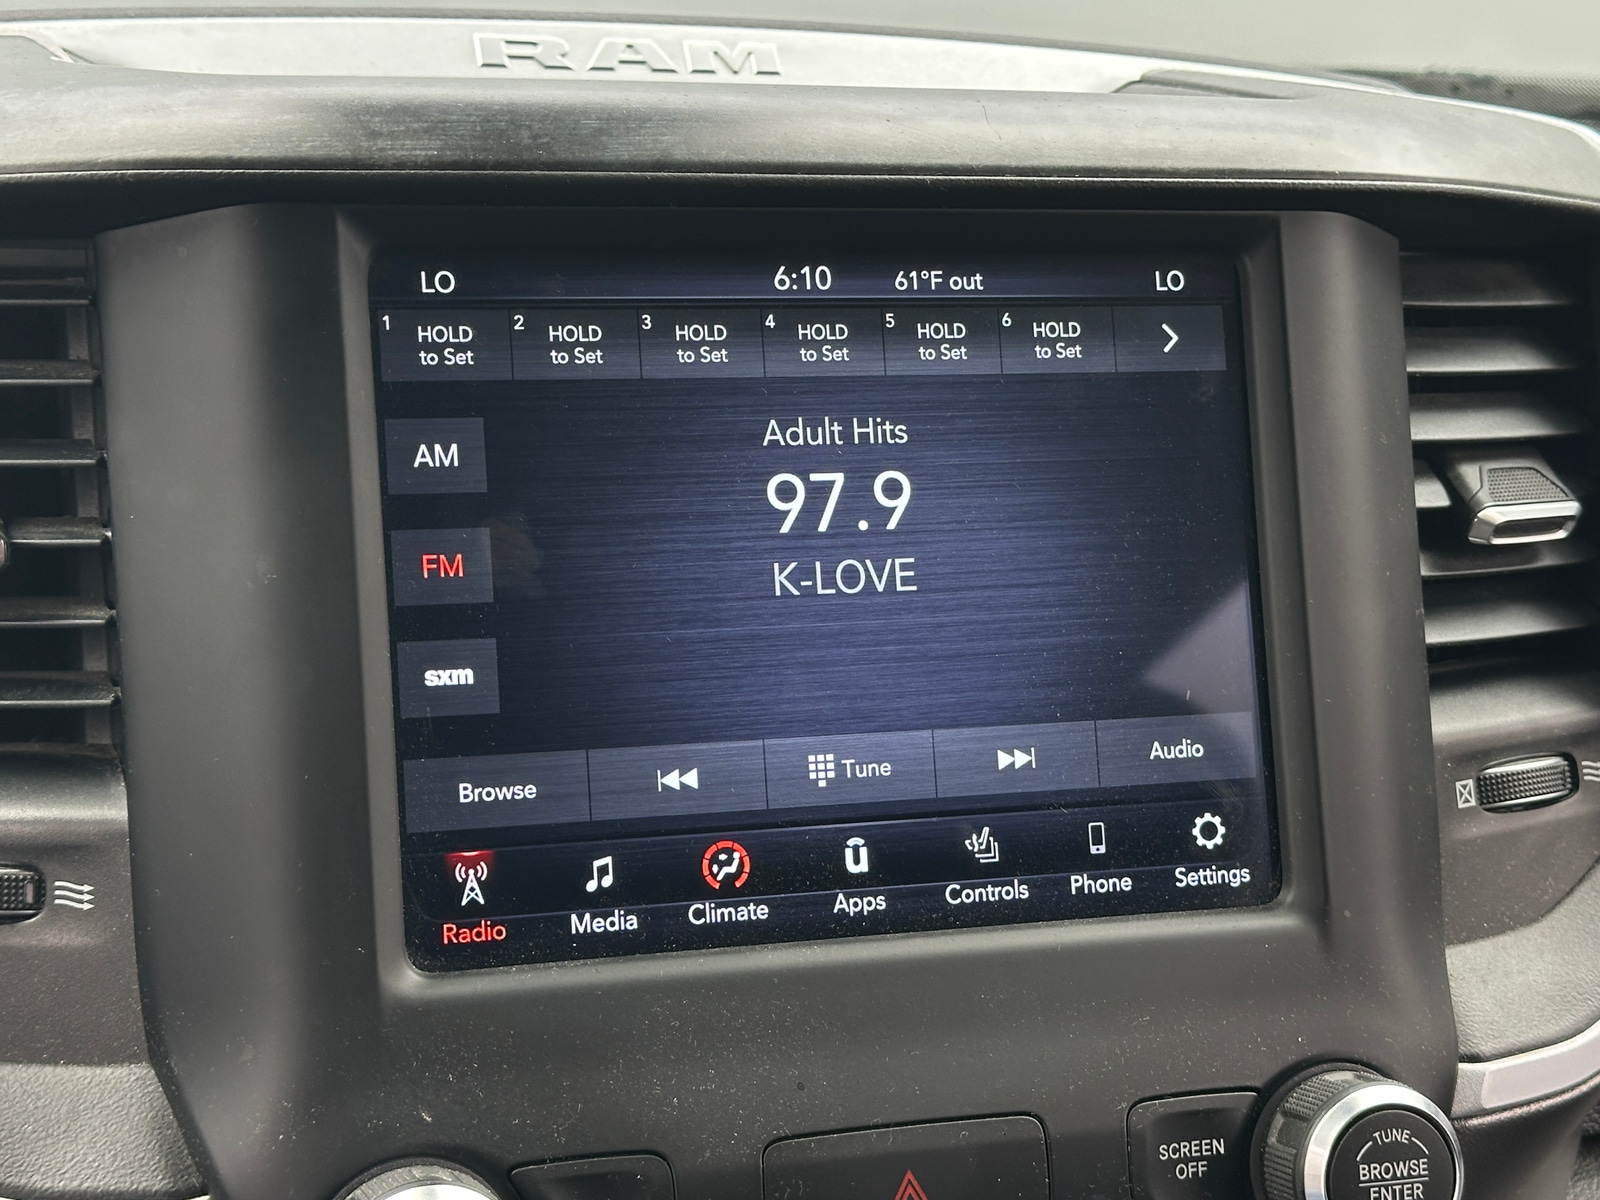 RAM
LO 6:10 61°F out LO
1 HOLD to Set
2 HOLD to Set
3 HOLD to Set
4 HOLD to Set
5 HOLD to Set
6 HOLD to Set
Adult Hits
AM
97.9
FM
K-LOVE
sxm
Browse Tune Audio
Radio Media Climate Apps Controls Phone Settings
SCREEN
OFF
TUNE
BROWSE
ENTER